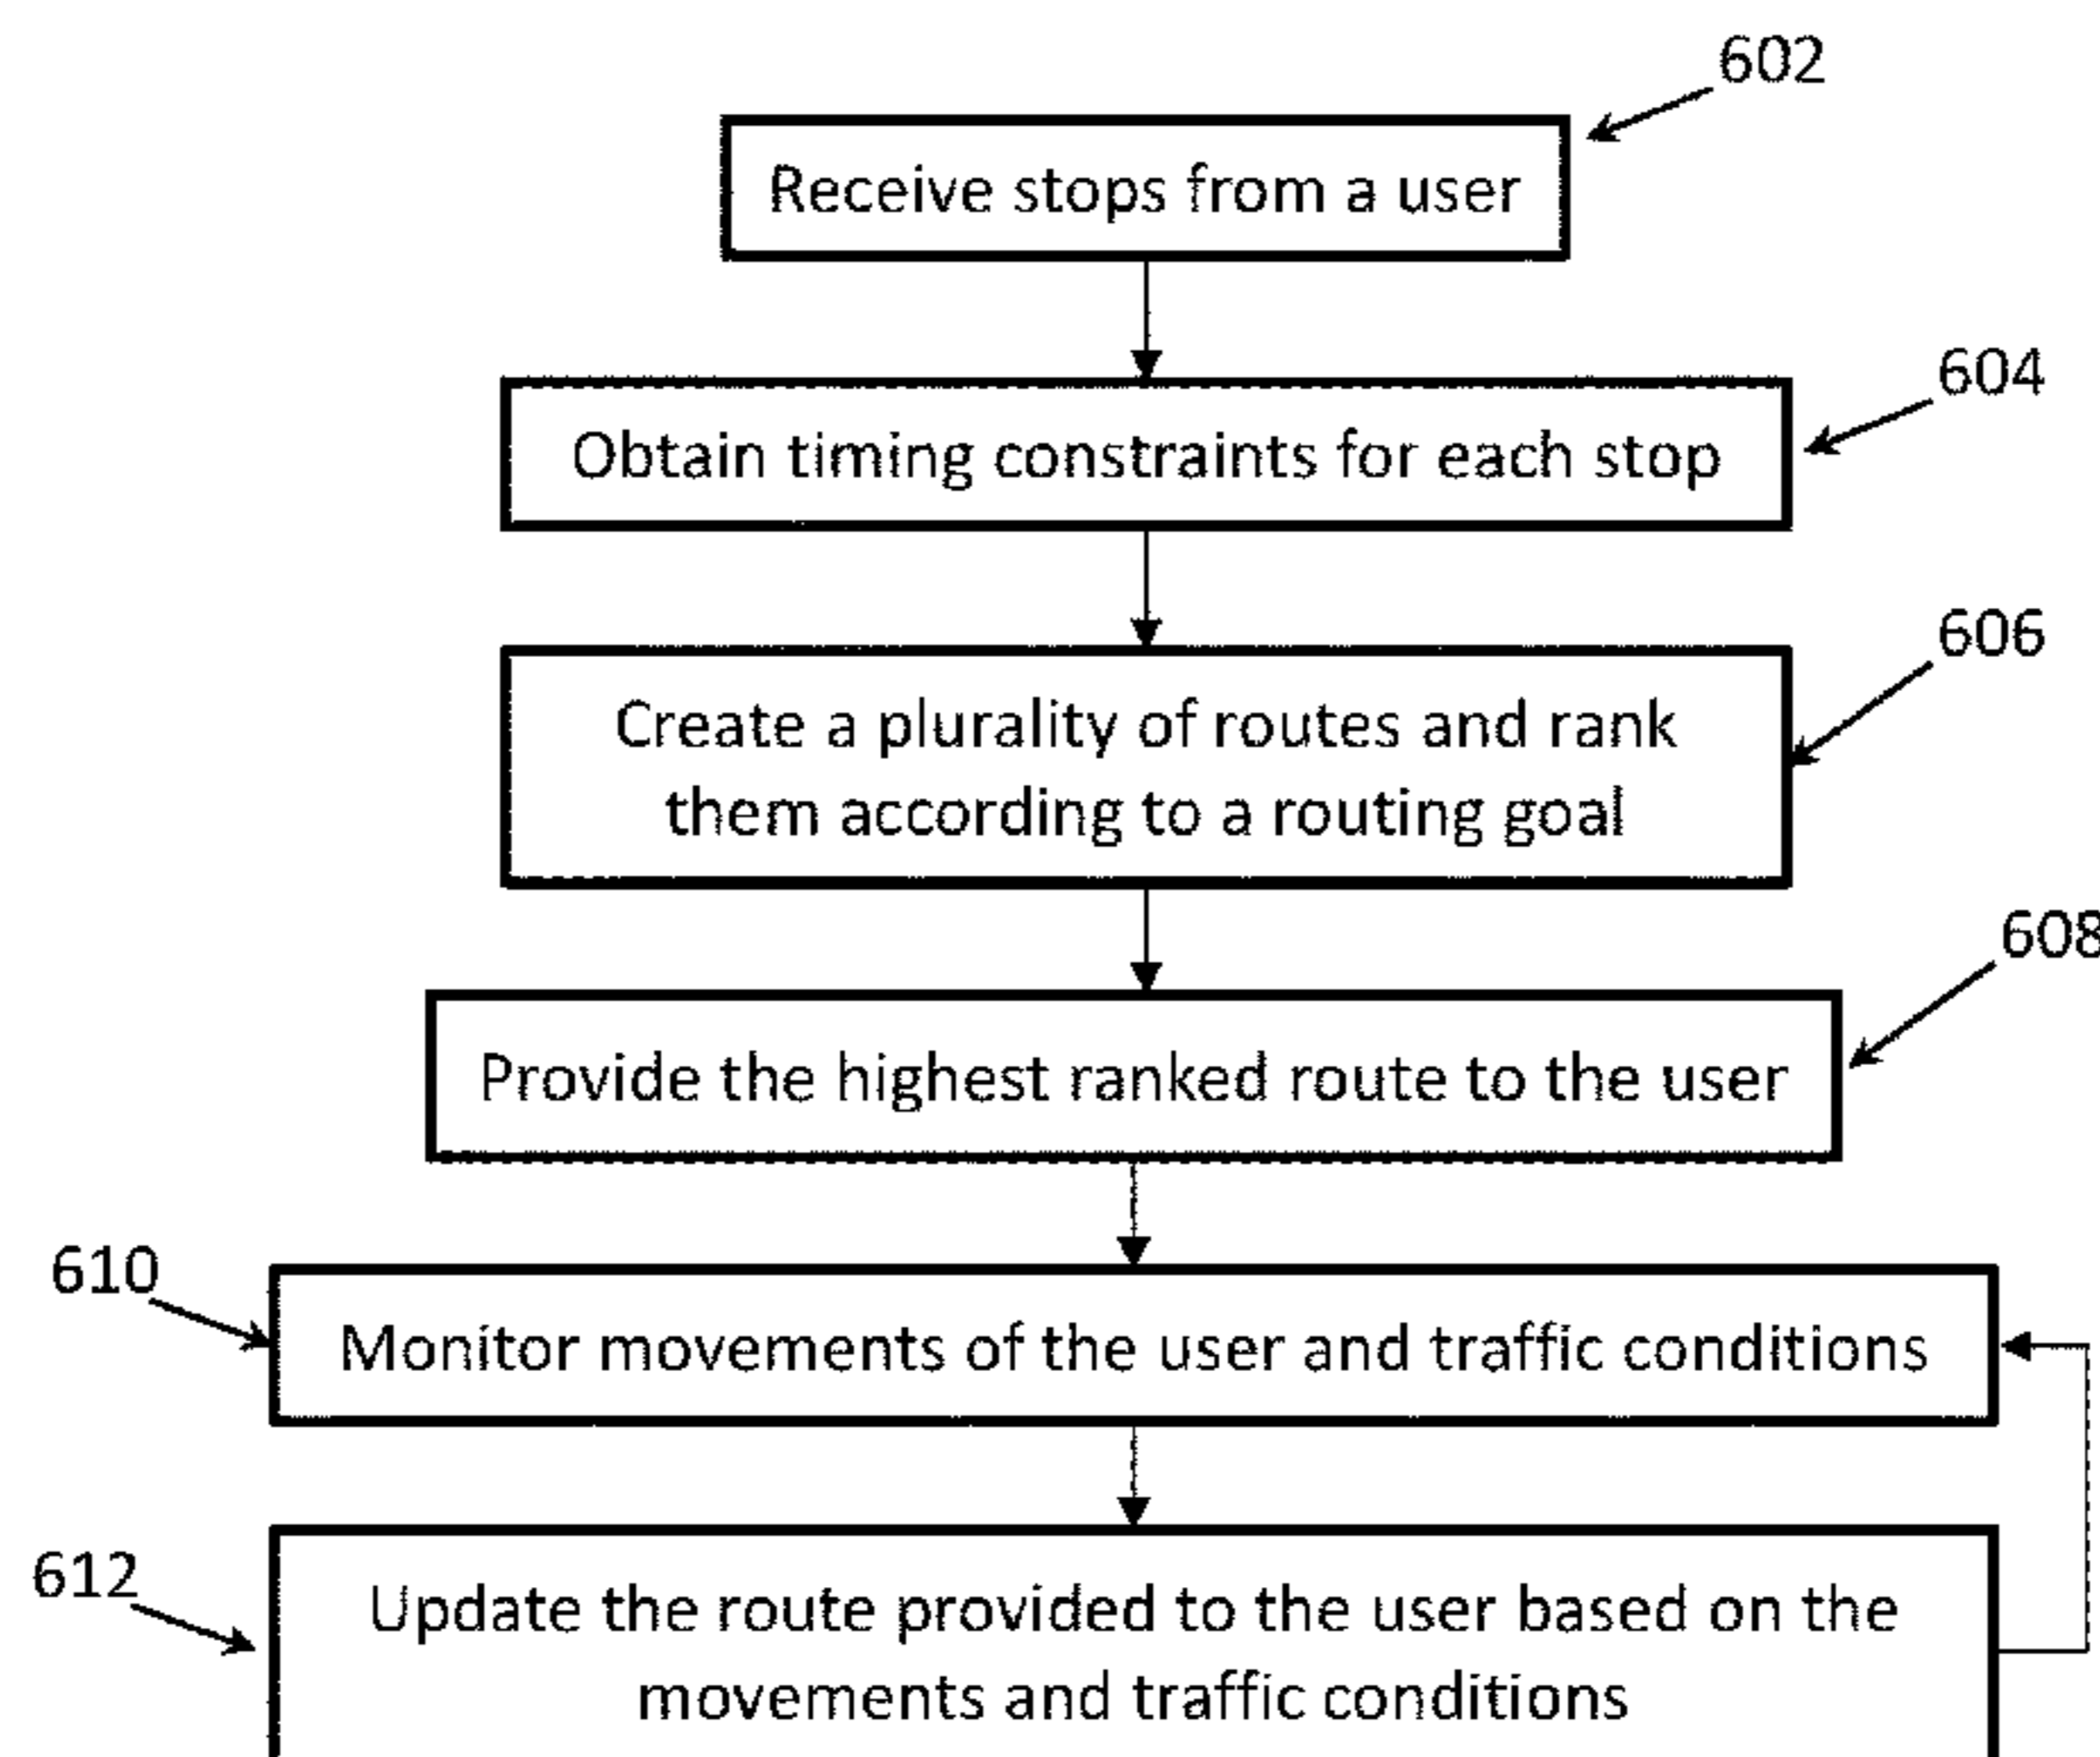 602
Receive stops from a user
604
Obtain timing constraints for each stop
606
Create a plurality of routes and rank
them according to a routing goal
608
Provide the highest ranked route to the user
610
Monitor movements of the user and traffic conditions
612
Update the route provided to the user based on the
movements and traffic conditions